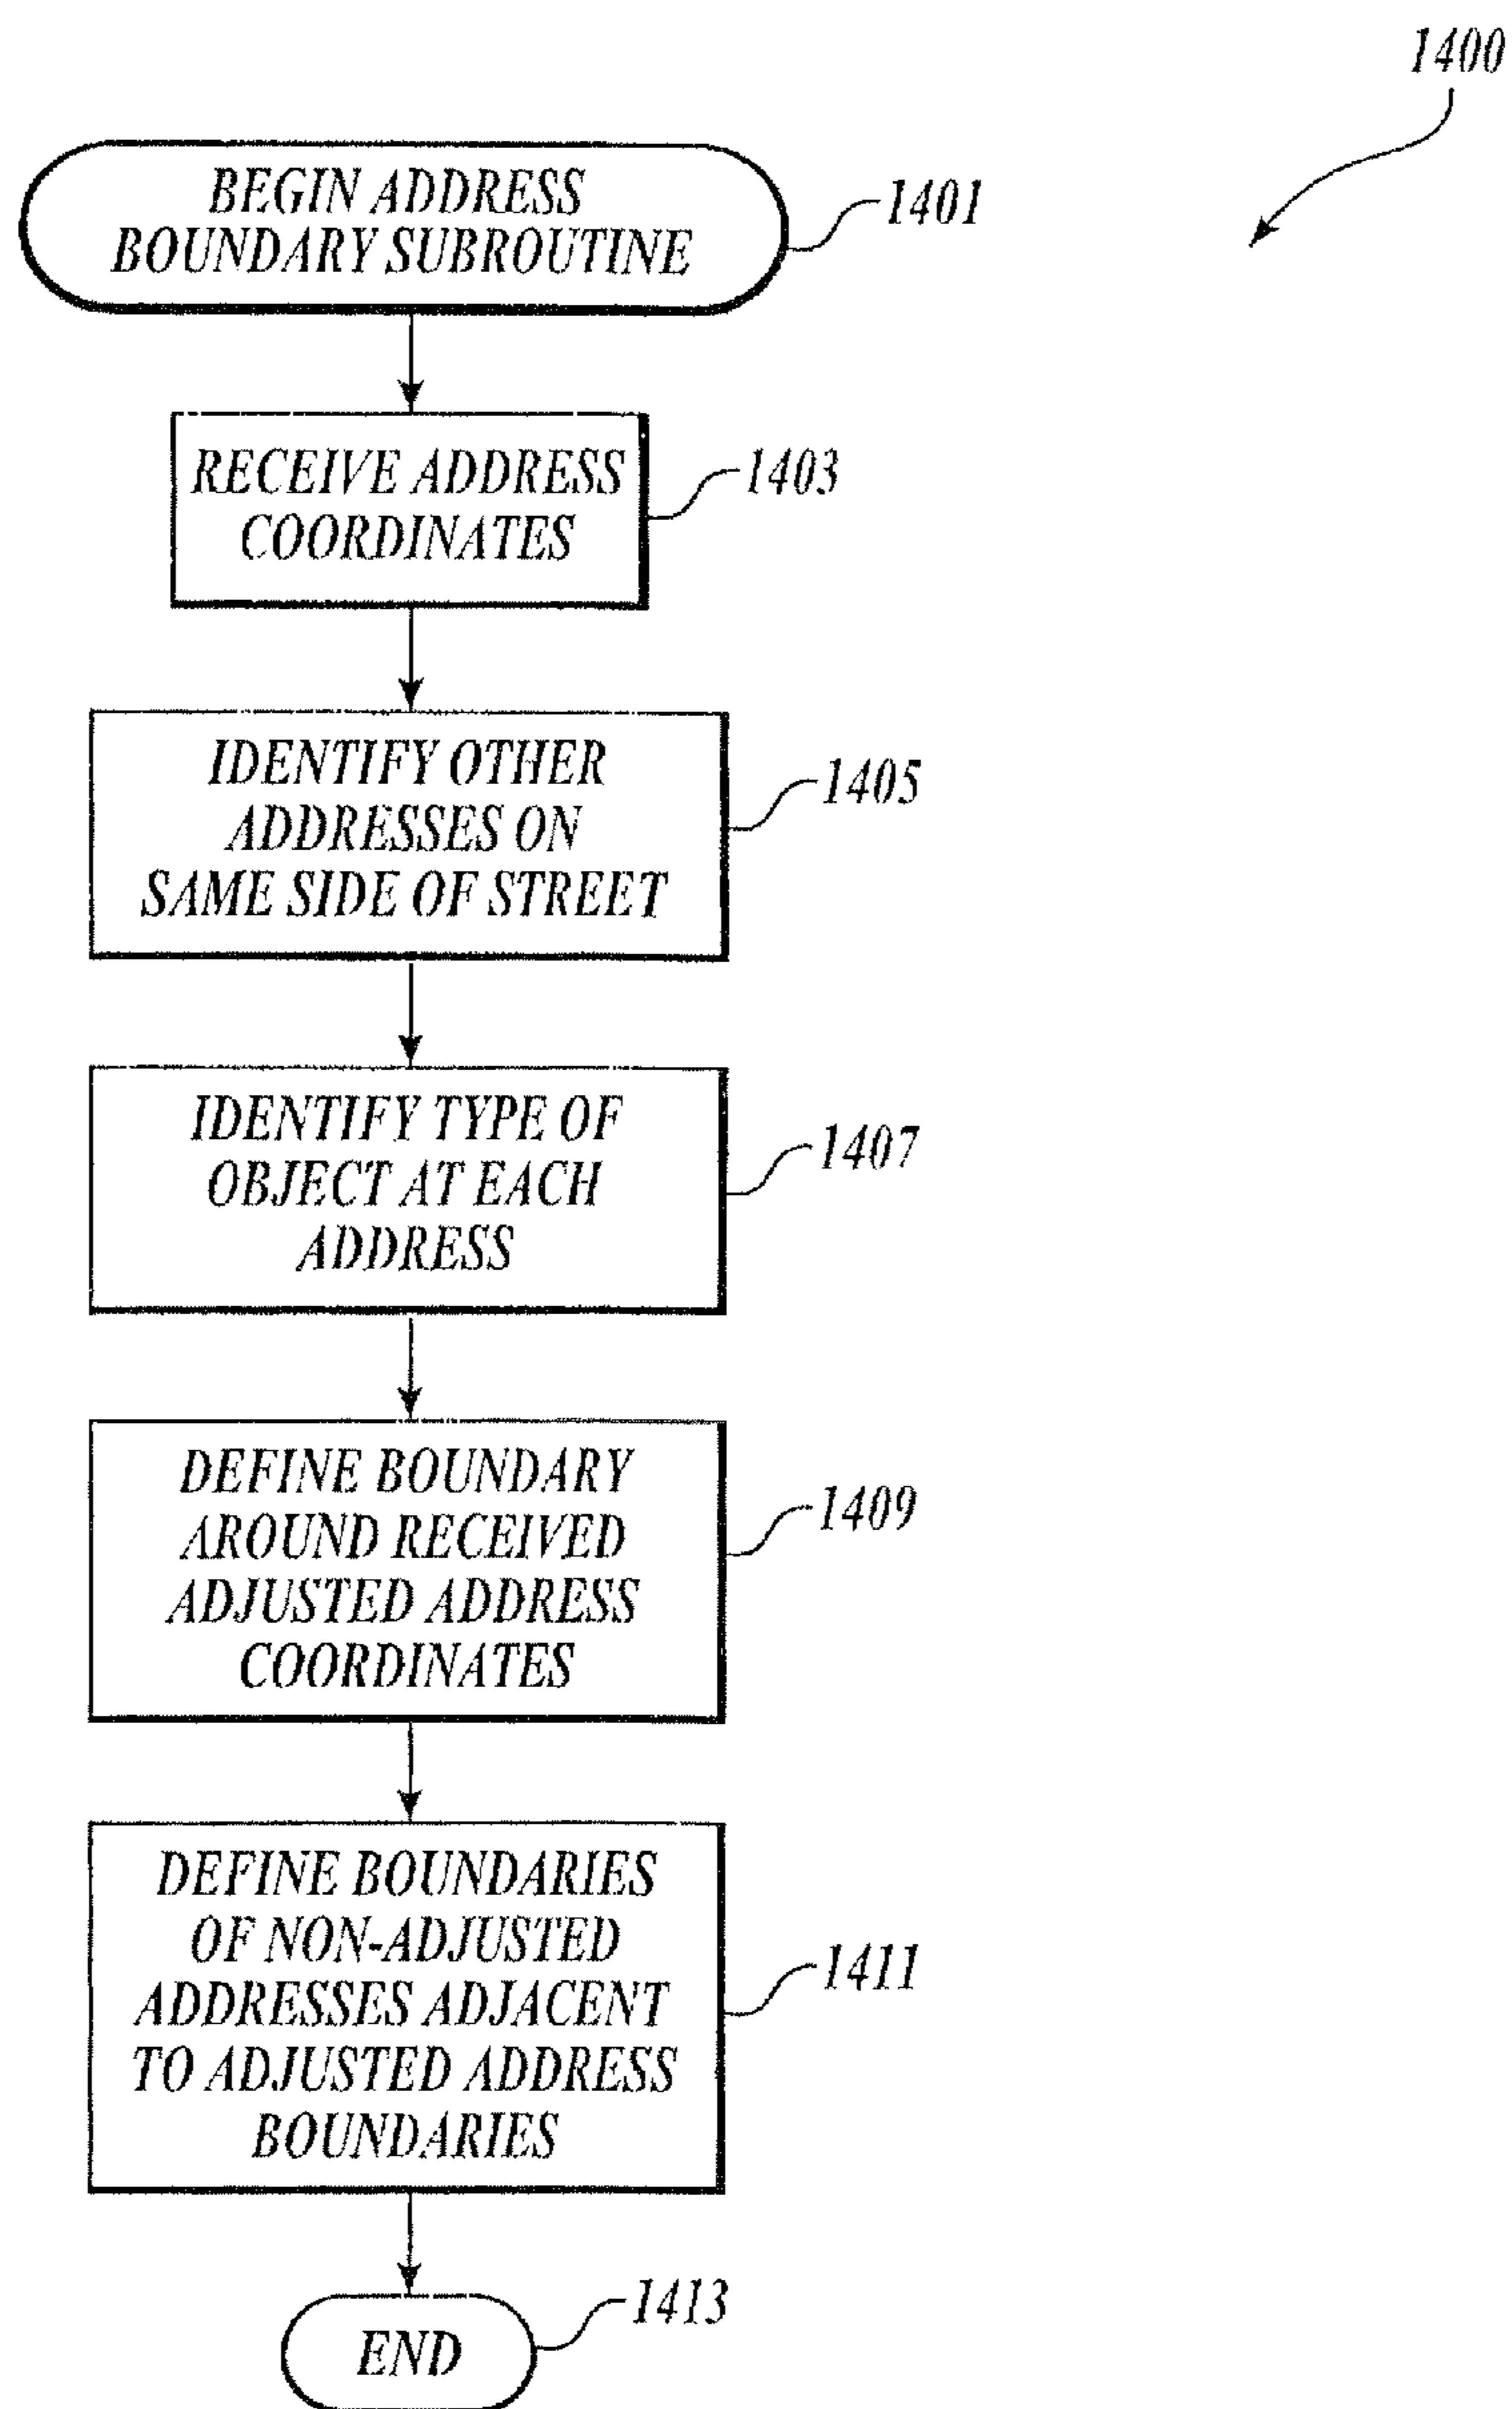 1400
BEGIN ADDRESS
BOUNDARY SUBROUTINE
1401
RECEIVE ADDRESS
COORDINATES
1403
IDENTIFY OTHER
ADDRESSES ON
SAME SIDE OF STREET
1405
IDENTIFY TYPE OF
OBJECT AT EACH
ADDRESS
1407
DEFINE BOUNDARY
AROUND RECEIVED
ADJUSTED ADDRESS
COORDINATES
1409
DEFINE BOUNDARIES
OF NON-ADJUSTED
ADDRESSES ADJACENT
TO ADJUSTED ADDRESS
BOUNDARIES
1411
END
1413